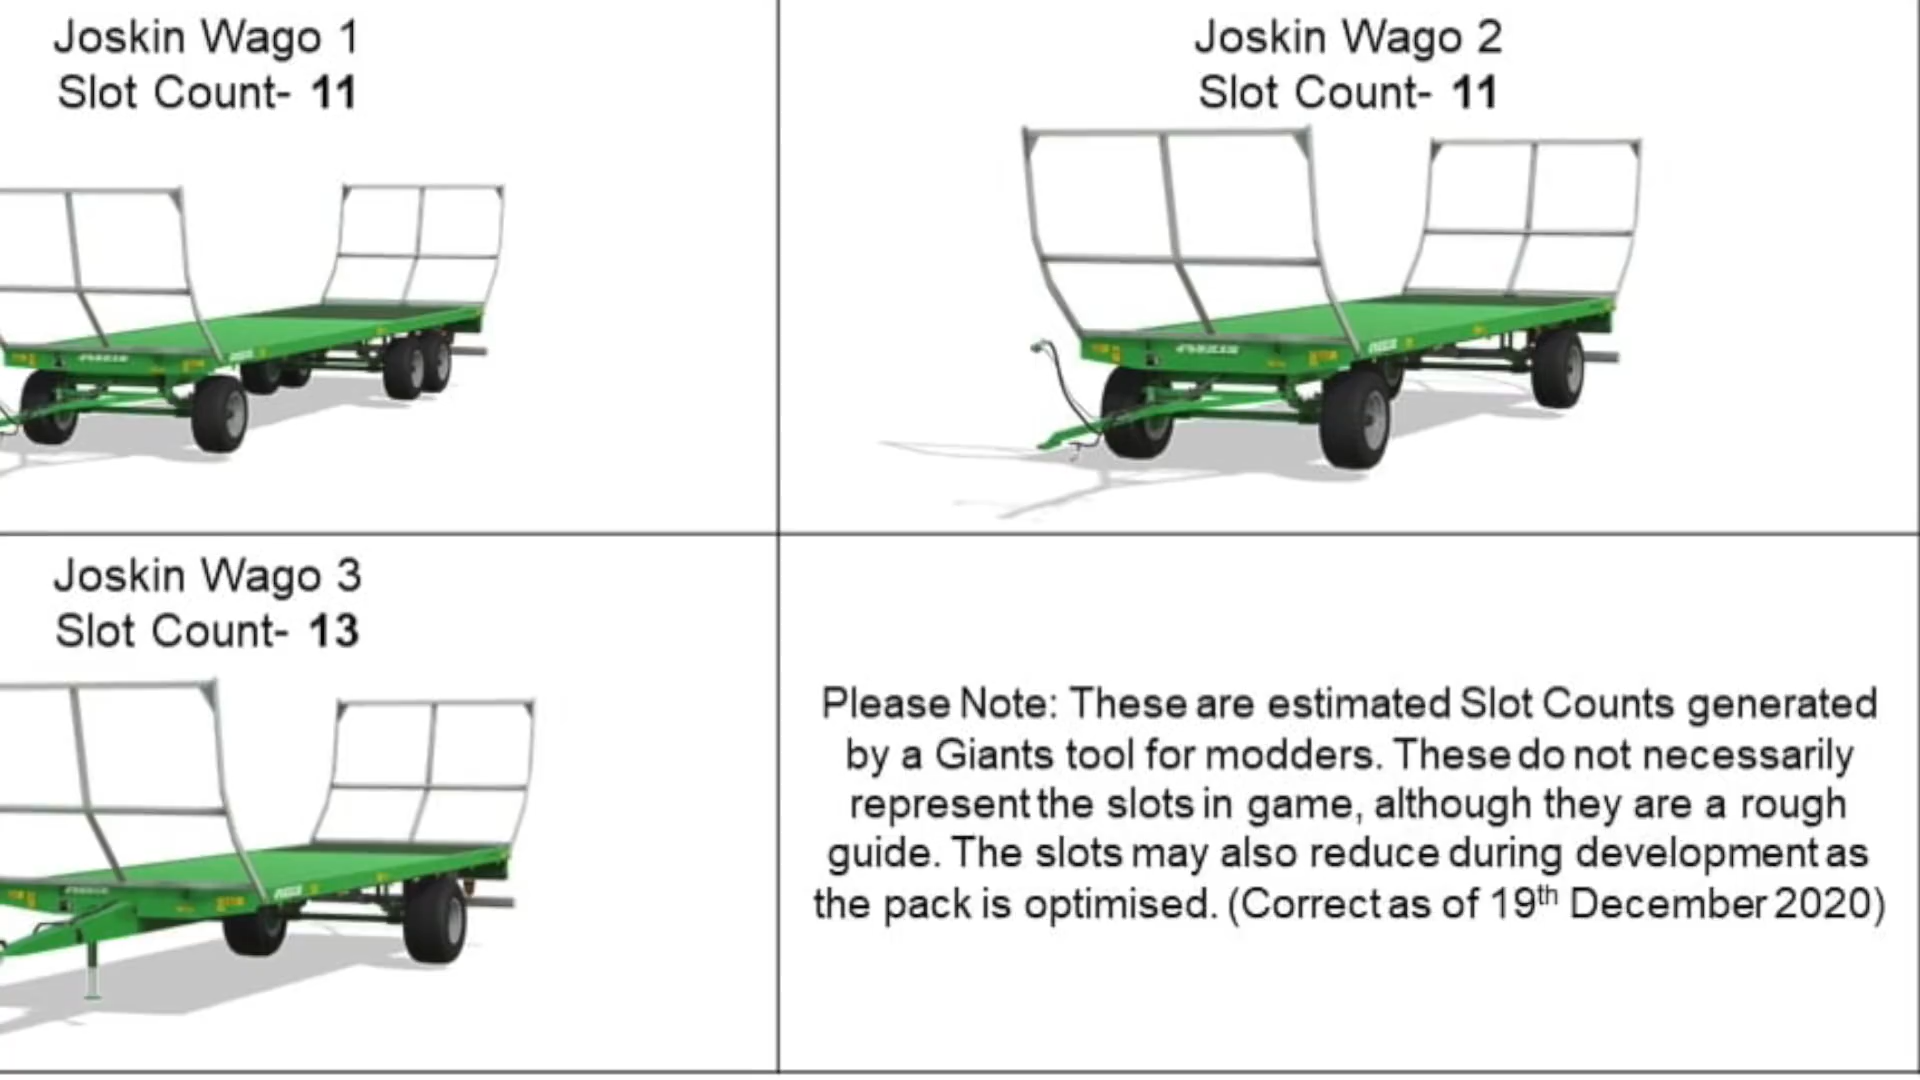 Joskin Wago 1
Slot Count- 11
Joskin Wago 2
Slot Count- 11
Joskin Wago 3
Slot Count- 13
Please Note: These are estimated Slot Counts generated
by a Giants tool for modders. These do not necessarily
represent the slots in game, although they are a rough
guide. The slots may also reduce during development as
the pack is optimised. (Correct as of 19th December 2020)